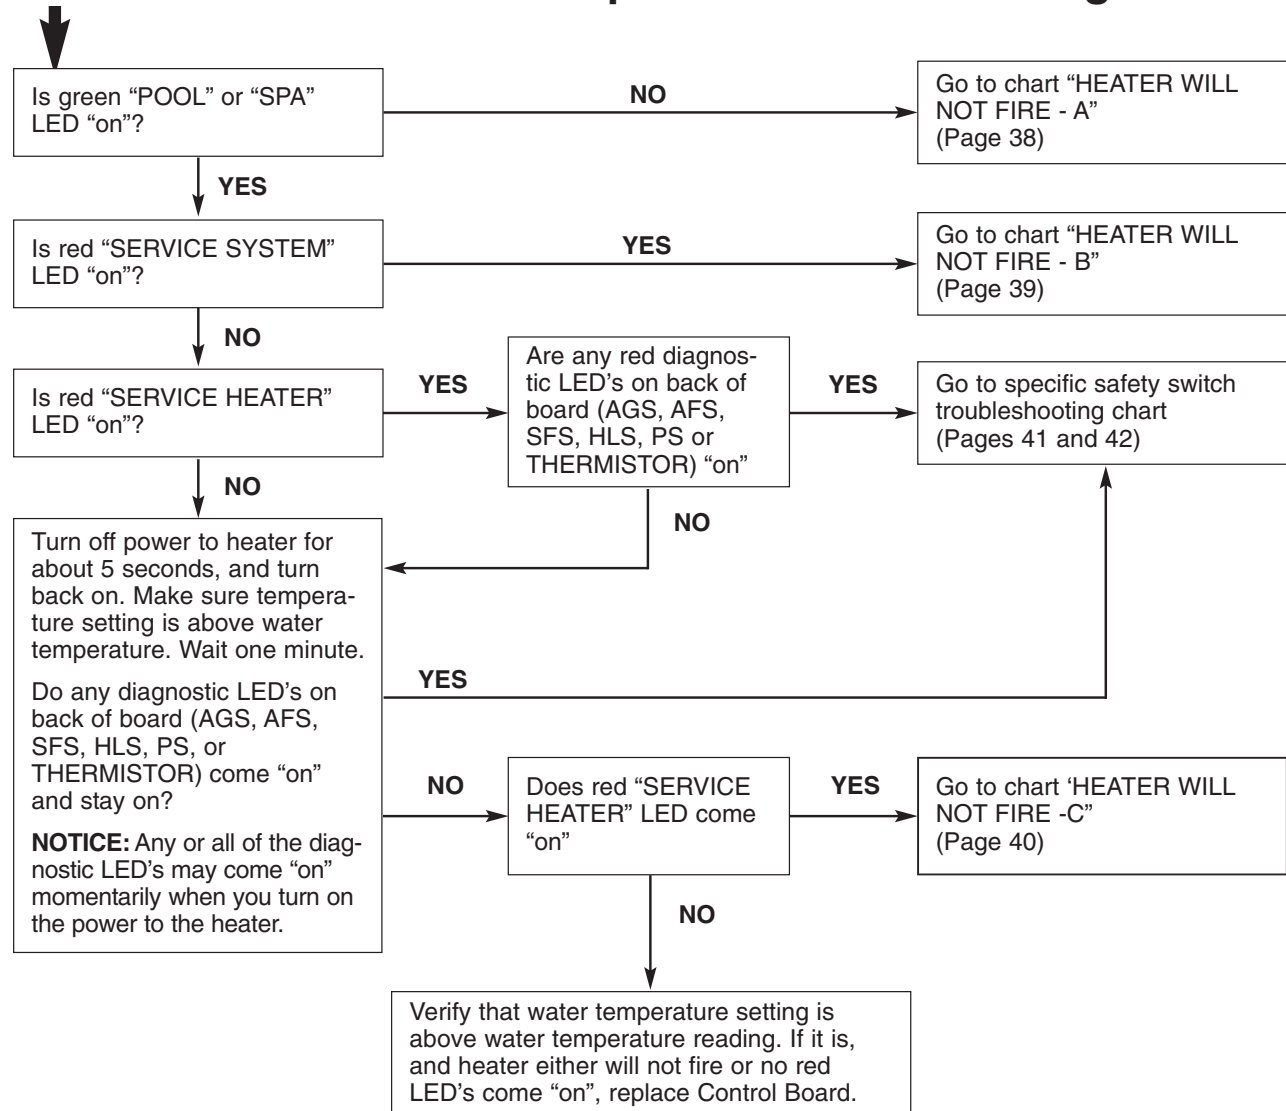 Is green “POOL” or “SPA”
LED “on”?
NO
Go to chart “HEATER WILL
NOT FIRE - A”
(Page 38)
YES
Is red “SERVICE SYSTEM”
LED “on”?
YES
Go to chart “HEATER WILL
NOT FIRE - B”
(Page 39)
NO
Is red “SERVICE HEATER”
LED “on”?
YES
Are any red diagnos-
tic LED’s on back of
board (AGS, AFS,
SFS, HLS, PS or
THERMISTOR) “on”
YES
Go to specific safety switch
troubleshooting chart
(Pages 41 and 42)
NO
NO
Turn off power to heater for
about 5 seconds, and turn
back on. Make sure tempera-
ture setting is above water
temperature. Wait one minute.
Do any diagnostic LED’s on
back of board (AGS, AFS,
SFS, HLS, PS, or
THERMISTOR) come “on”
and stay on?
NOTICE: Any or all of the diag-
nostic LED’s may come “on”
momentarily when you turn on
the power to the heater.
YES
NO
Does red “SERVICE
HEATER” LED come
“on”
YES
Go to chart ‘HEATER WILL
NOT FIRE -C”
(Page 40)
NO
Verify that water temperature setting is
above water temperature reading. If it is,
and heater either will not fire or no red
LED’s come “on”, replace Control Board.